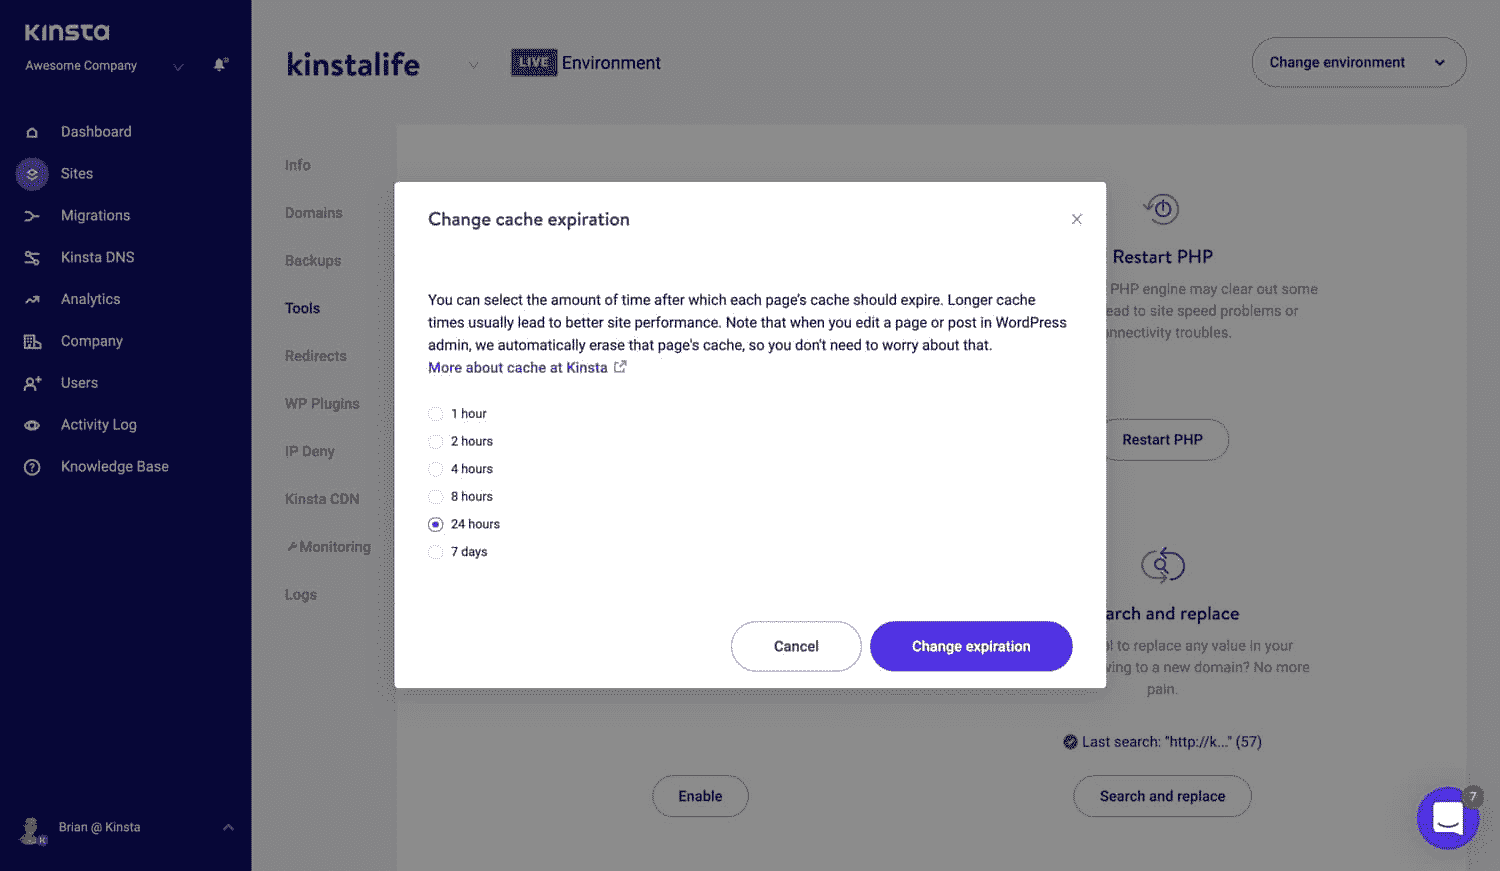 KINSTA
Awesome Company
Dashboard
Sites
Migrations
Kinsta DNS
Analytics
Company
Users
Activity Log
Knowledge Base
Brian @ Kinsta
K
kinstalife
LIVE Environment
Change environment
Info
Domains
Backups
Tools
Redirects
WP Plugins
IP Deny
Kinsta CDN
Monitoring
Logs
Change cache expiration
You can select the amount of time after which each page's cache should expire. Longer cache
times usually lead to better site performance. Note that when you edit a page or post in WordPress
admin, we automatically erase that page's cache, so you don't need to worry about that.
More about cache at Kinsta
1 hour
2 hours
4 hours
8 hours
24 hours
7 days
Cancel
Change expiration
Restart PHP
PHP engine may clear out some
ead to site speed problems or
nnectivity troubles.
Restart PHP
arch and replace
to replace any value in your
ving to a new domain? No more
pain.
Last search: "http://k..." (57)
Enable
Search and replace
7